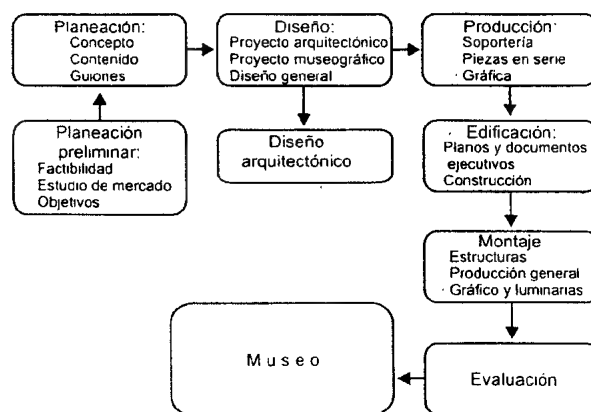 Planeación:
Concepto
Contenido
Guiones
Diseño:
Proyecto arquitectónico
Proyecto museográfico
Diseño general
Producción:
Soportería
Piezas en serie
Gráfica
Planeación
preliminar:
Factibilidad
Estudio de mercado
Objetivos
Diseño
arquitectónico
Edificación:
Planos y documentos
ejecutivos
Construcción
Montaje
Estructuras
Producción general
Gráfico y luminarias
Museo
Evaluación